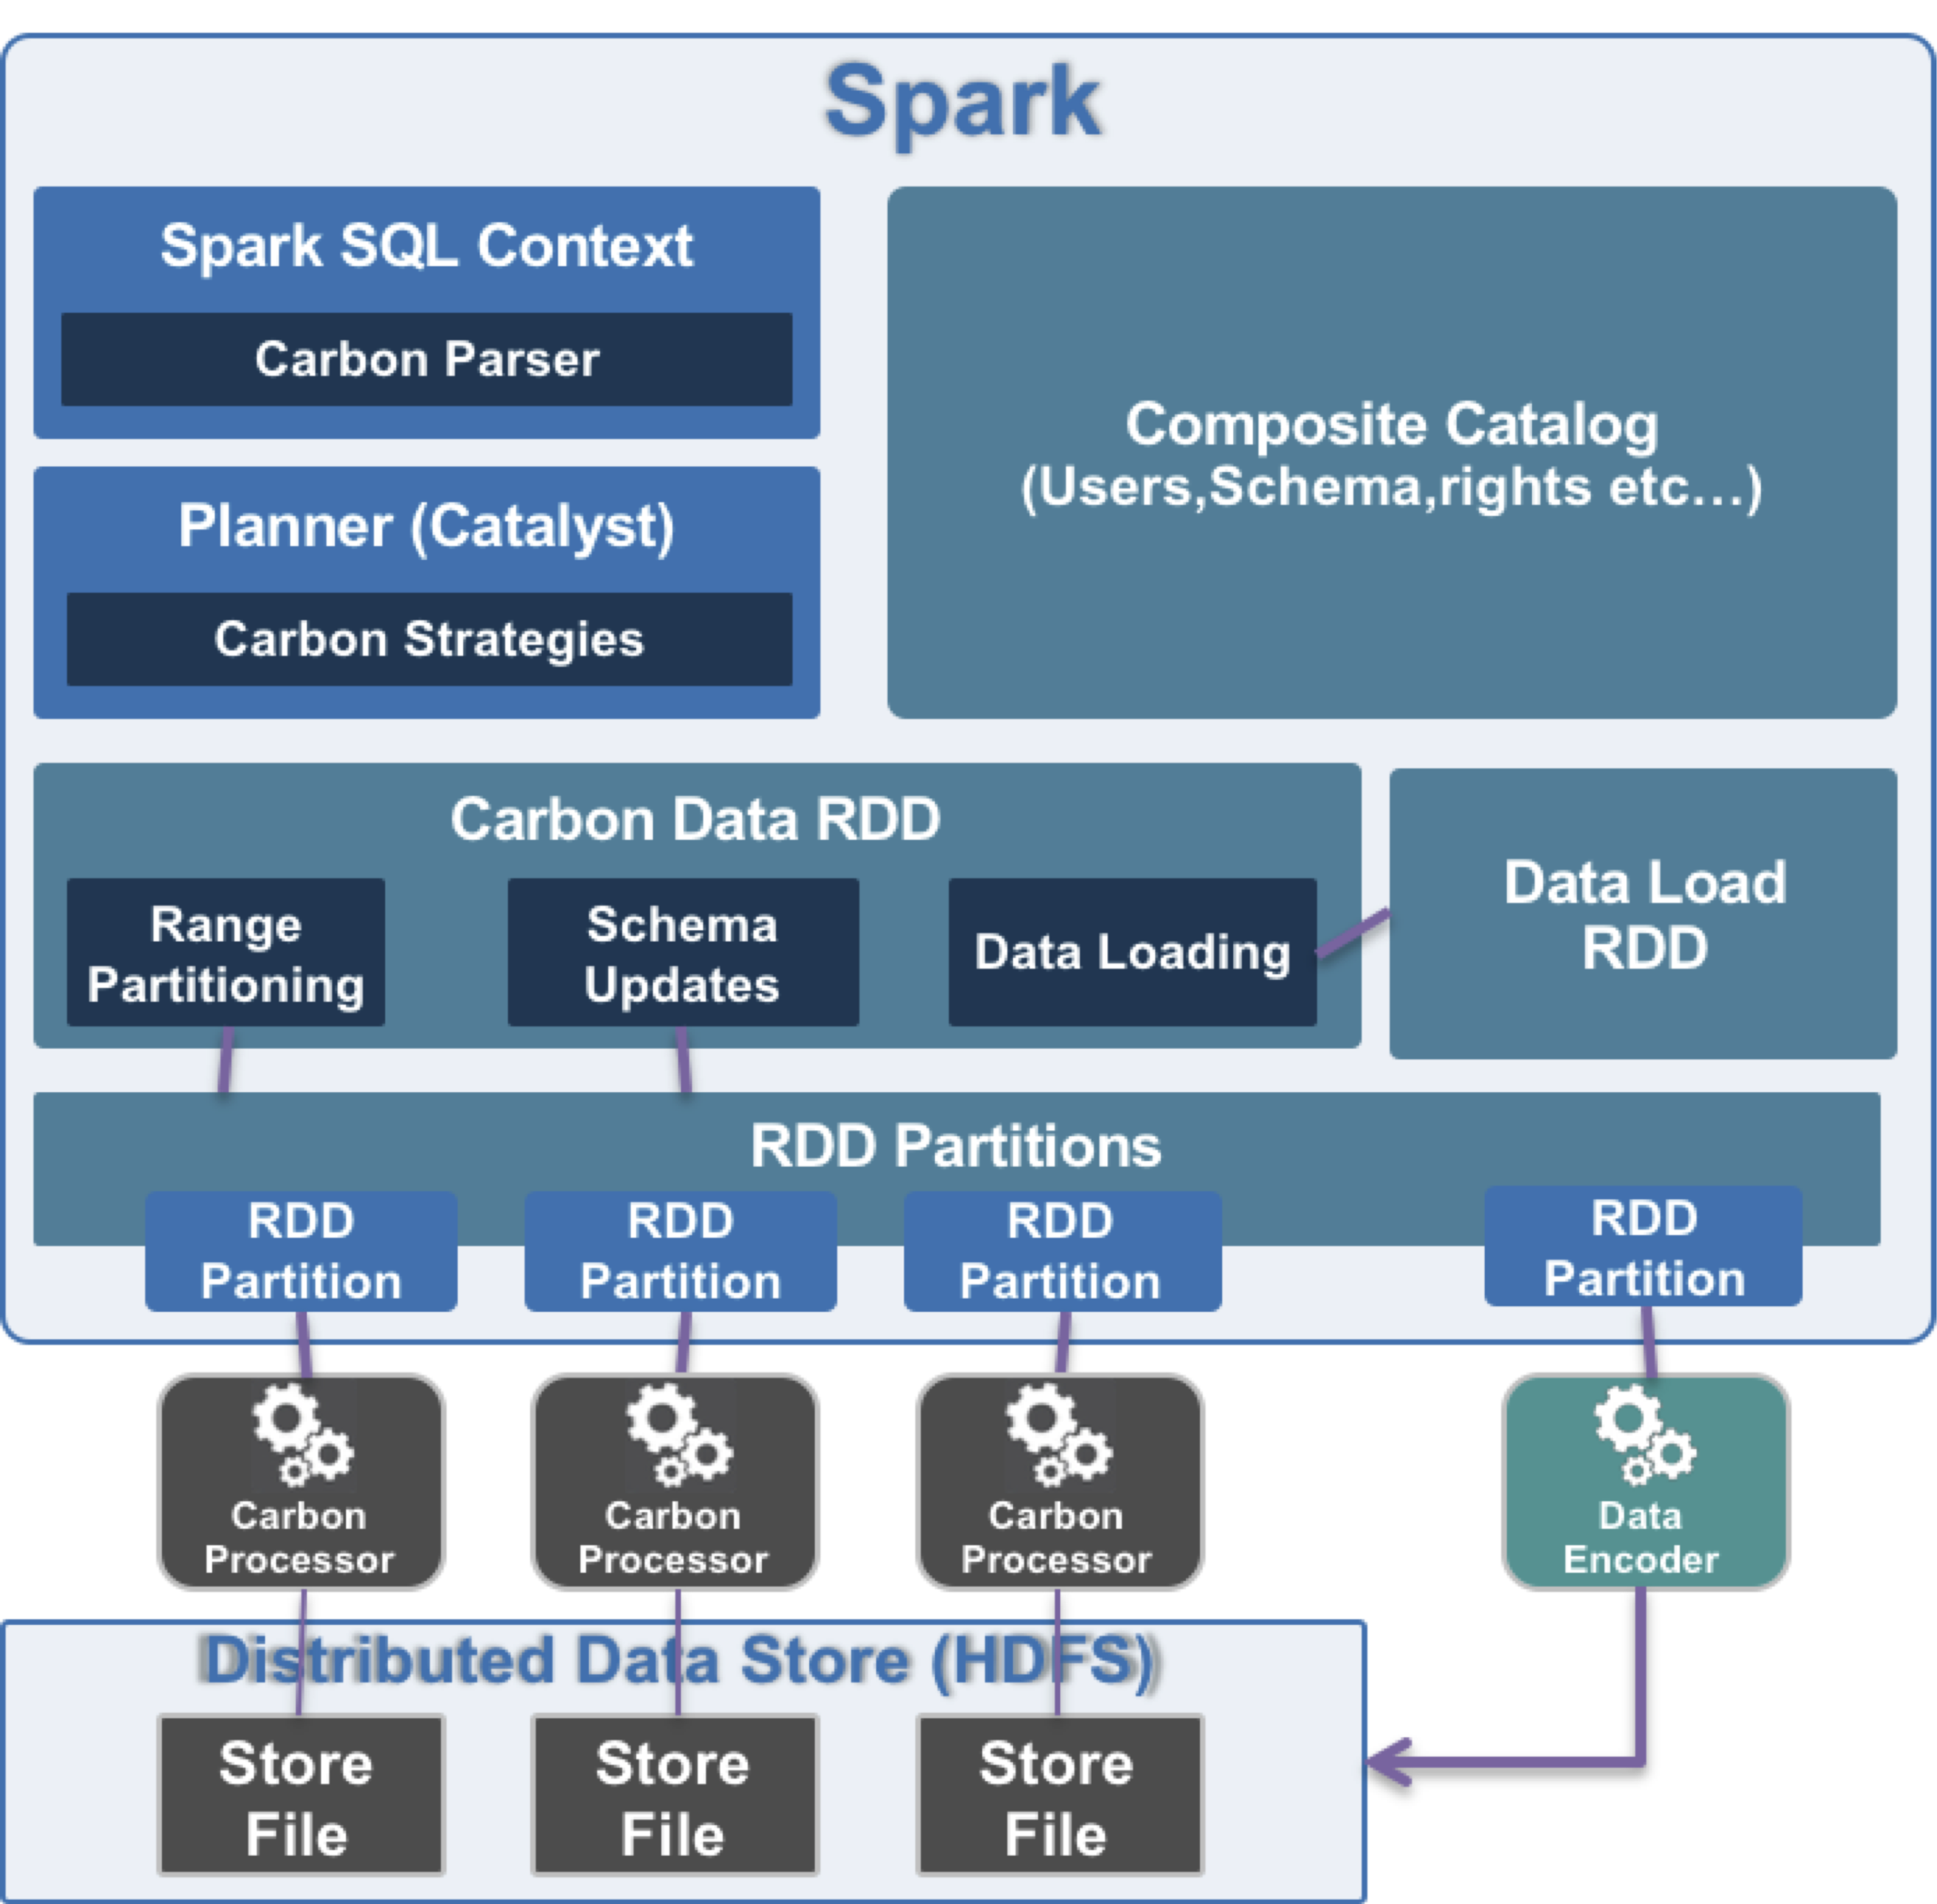 Spark
Spark SQL Context
Carbon Parser
Composite Catalog
(Users,Schema,rights etc...)
Planner (Catalyst)
Carbon Strategies
Carbon Data RDD
Range
Partitioning
Schema
Updates
Data Loading
Data Load
RDD
RDD Partitions
RDD
Partition
RDD
Partition
RDD
Partition
RDD
Partition
Carbon
Processor
Carbon
Processor
Carbon
Processor
Data
Encoder
Distributed Data Store (HDFS)
Store
File
Store
File
Store
File